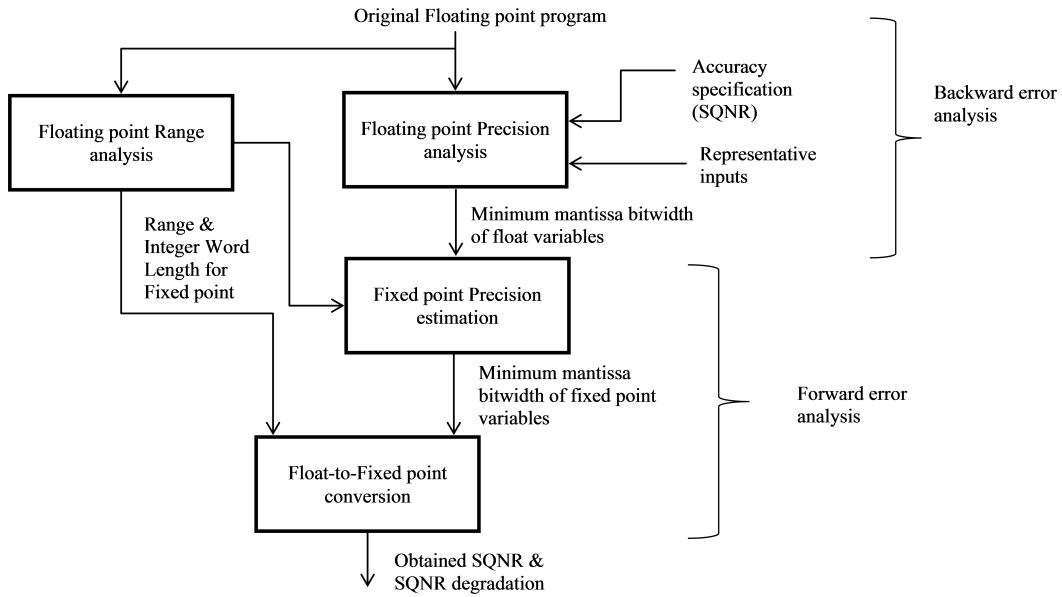 Original Floating point program
Accuracy
specification
(SQNR)
Backward error
analysis
Floating point Range
analysis
Floating point Precision
analysis
Representative
inputs
Range &
Integer Word
Length for
Fixed point
Minimum mantissa bitwidth
of float variables
Fixed point Precision
estimation
Minimum mantissa
bitwidth of fixed point
variables
Forward error
analysis
Float-to-Fixed point
conversion
Obtained SQNR &
SQNR degradation